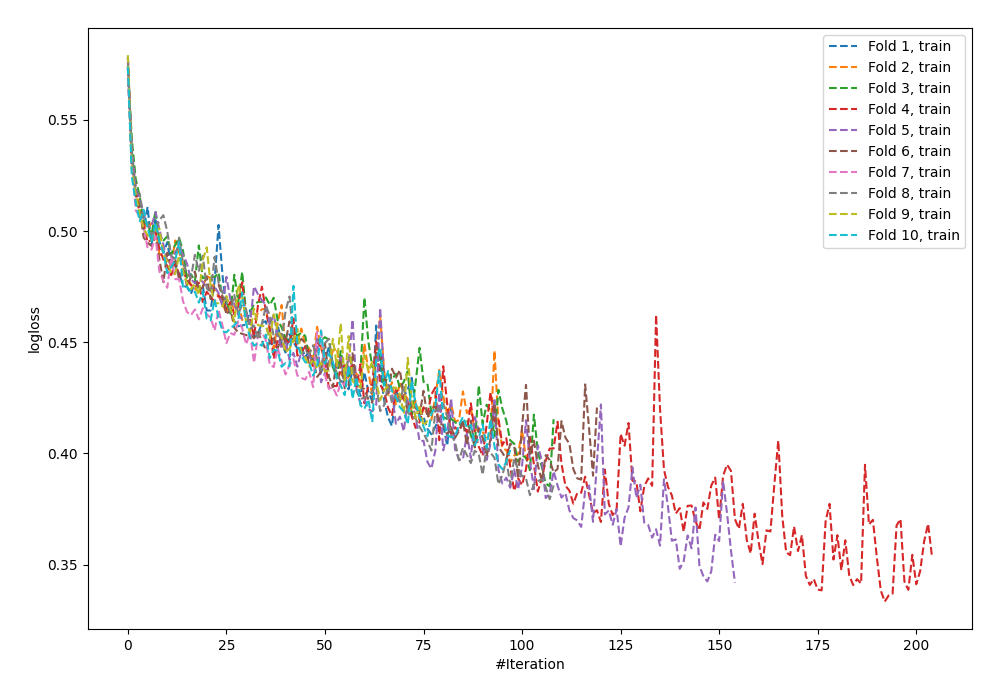 logloss
0.55
0.50
0.45
0.40
0.35
0
25
50
75
100
125
150
175
200
#Iteration
Fold 1, train
Fold 2, train
Fold 3, train
Fold 4, train
Fold 5, train
Fold 6, train
Fold 7, train
Fold 8, train
Fold 9, train
Fold 10, train